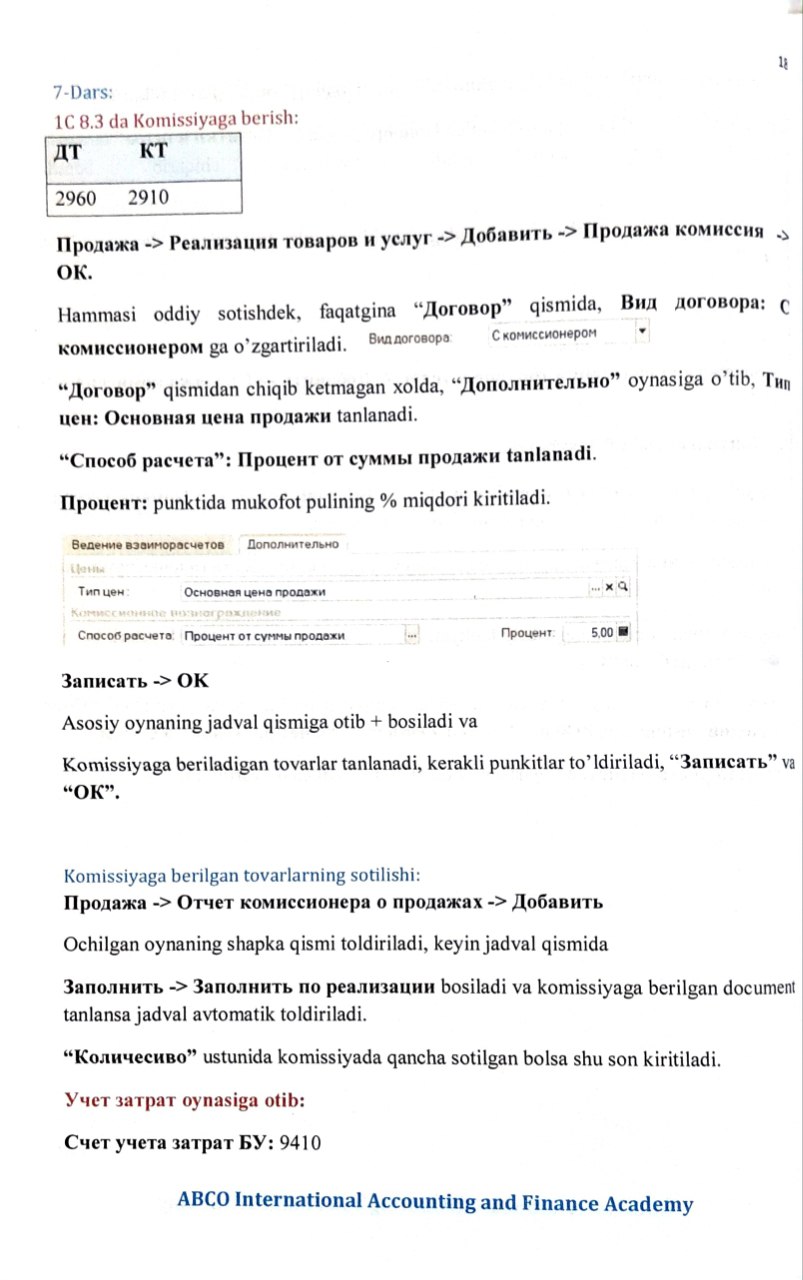 7-Dars:
1C 8.3 da Komissiyaga berish:
ДТ КТ
2960 2910
Продажа -> Реализация товаров и услуг -> Добавить -> Продажа комиссия ->
ОК.
Hammasi oddiy sotishdek, faqatgina “Договор” qismida, Вид договора: С
комиссионером ga o’zgartiriladi. Вид договора: С комиссионером
“Договор” qismidan chiqib ketmagan xolda, “Дополнительно” oynasiga o’tib, Тип
цен: Основная цена продажи tanlanadi.
“Способ расчета”: Процент от суммы продажи tanlanadi.
Процент: punktida mukofot pulining % miqdori kiritiladi.
Ведение взаиморасчетов Дополнительно
Цены
Тип цен: Основная цена продажи ... x
Комиссионное вознаграждение
Способ расчета: Процент от суммы продажи ... Процент: 5,00
Записать -> ОК
Asosiy oynaning jadval qismiga otib + bosiladi va
Komissiyaga beriladigan tovarlar tanlanadi, kerakli punkitlar to’ldiriladi, “Записать” va
“ОК”.
Komissiyaga berilgan tovarlarning sotilishi:
Продажа -> Отчет комиссионера о продажах -> Добавить
Ochilgan oynaning shapka qismi toldiriladi, keyin jadval qismida
Заполнить -> Заполнить по реализации bosiladi va komissiyaga berilgan document
tanlansa jadval avtomatik toldiriladi.
“Количесиво” ustunida komissiyada qancha sotilgan bolsa shu son kiritiladi.
Учет затрат oynasiga otib:
Счет учета затрат БУ: 9410
ABCO International Accounting and Finance Academy